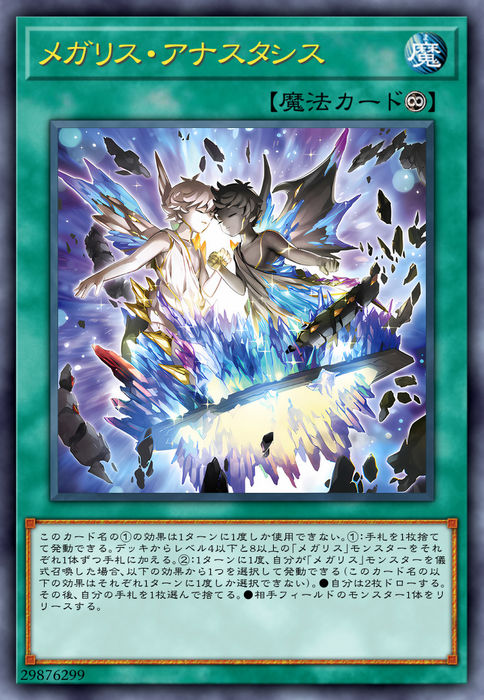 メガリス・アナスタシス
魔
【魔法カード♾】
このカード名の①の効果は1ターンに1度しか使用できない。①:手札を1枚捨て
て発動できる。デッキからレベル4以下と8以上の「メガリス」モンスターをそれ
ぞれ1体ずつ手札に加える。②:1ターンに1度、自分が「メガリス」モンスターを儀
式召喚した場合、以下の効果から1つを選択して発動できる(このカード名の以
下の効果はそれぞれ1ターンに1度しか選択できない)。●自分は2枚ドローする。
その後、自分の手札を1枚選んで捨てる。●相手フィールドのモンスター1体をリ
リースする。
29876299